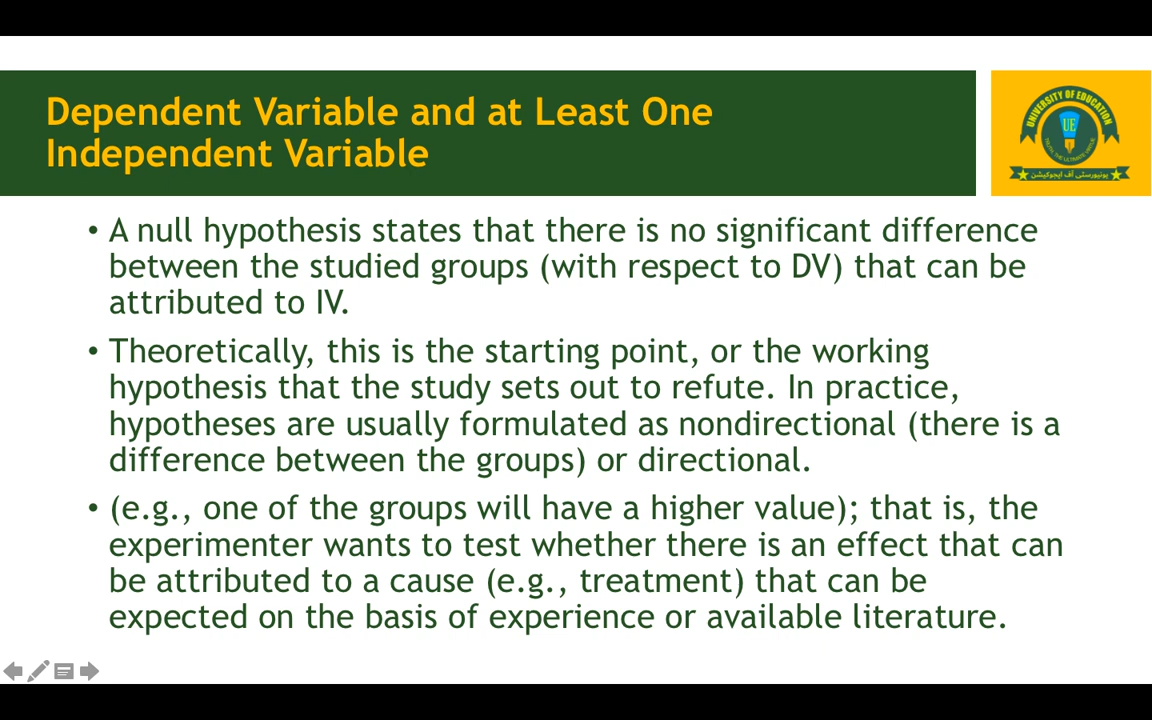 Dependent Variable and at Least One
Independent Variable
UNIVERSITY OF EDUCATION
UE
یونیورسٹی آف ایجوکیشن
• A null hypothesis states that there is no significant difference
between the studied groups (with respect to DV) that can be
attributed to IV.
• Theoretically, this is the starting point, or the working
hypothesis that the study sets out to refute. In practice,
hypotheses are usually formulated as nondirectional (there is a
difference between the groups) or directional.
• (e.g., one of the groups will have a higher value); that is, the
experimenter wants to test whether there is an effect that can
be attributed to a cause (e.g., treatment) that can be
expected on the basis of experience or available literature.